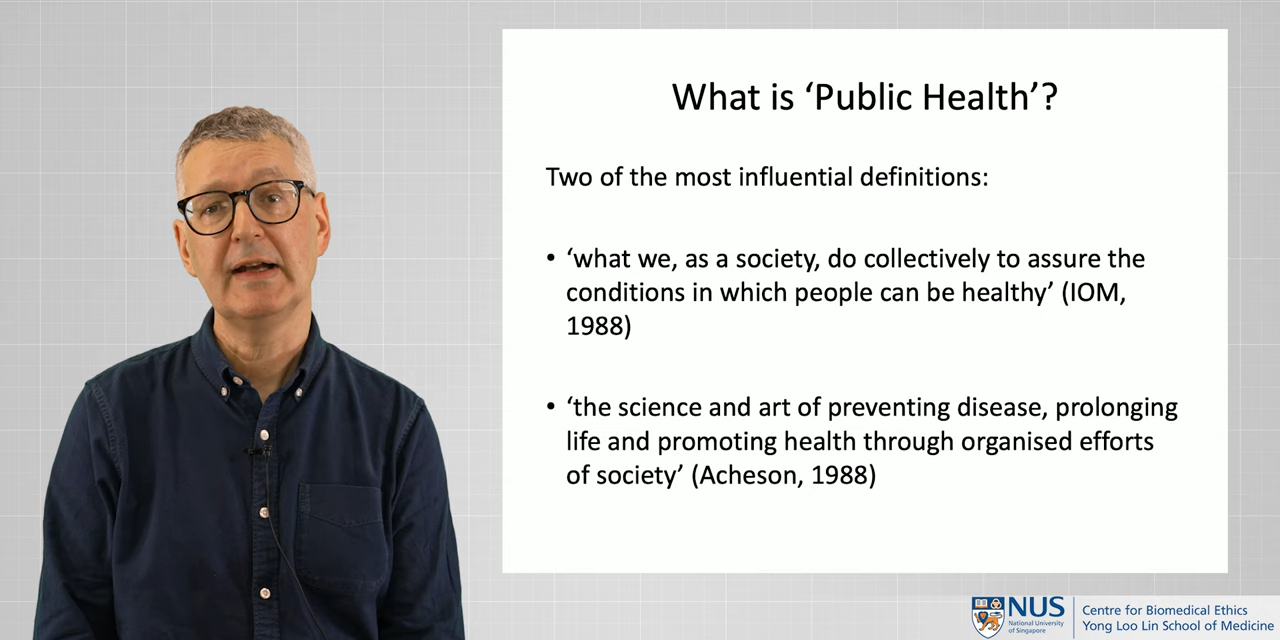 What is ‘Public Health’?
Two of the most influential definitions:
• ‘what we, as a society, do collectively to assure the
conditions in which people can be healthy’ (IOM,
1988)
• ‘the science and art of preventing disease, prolonging
life and promoting health through organised efforts
of society’ (Acheson, 1988)
NUS
National University
of Singapore
Centre for Biomedical Ethics
Yong Loo Lin School of Medicine